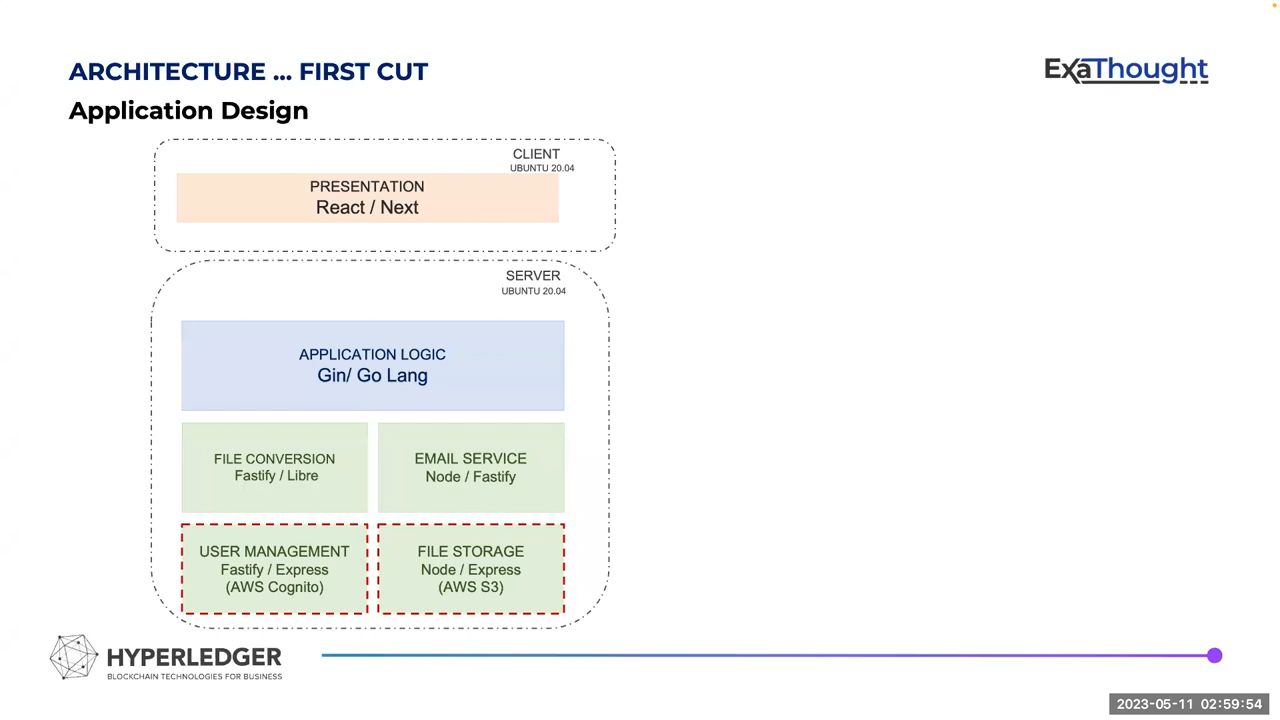 ARCHITECTURE ... FIRST CUT
ExaThought
Application Design
CLIENT
UBUNTU 20.04
PRESENTATION
React / Next
SERVER
UBUNTU 20.04
APPLICATION LOGIC
Gin/ Go Lang
FILE CONVERSION
Fastify / Libre
EMAIL SERVICE
Node / Fastify
USER MANAGEMENT
Fastify / Express
(AWS Cognito)
FILE STORAGE
Node / Express
(AWS S3)
HYPERLEDGER
BLOCKCHAIN TECHNOLOGIES FOR BUSINESS
2023-05-11 02:59:54